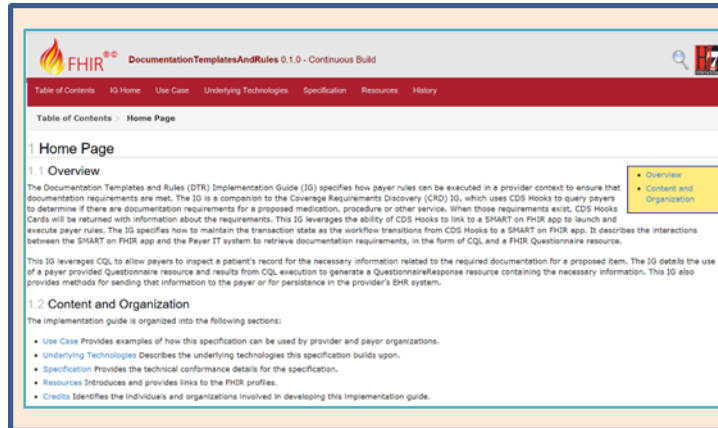 FHIR®© DocumentationTemplatesAndRules 0.1.0 - Continuous Build
Table of Contents IG Home Use Case Underlying Technologies Specification Resources History
Table of Contents > Home Page
1 Home Page
1.1 Overview
The Documentation Templates and Rules (DTR) Implementation Guide (IG) specifies how payer rules can be executed in a provider context to ensure that
documentation requirements are met. The IG is a companion to the Coverage Requirements Discovery (CRD) IG, which uses CDS Hooks to query payers
to determine if there are documentation requirements for a proposed medication, procedure or other service. When those requirements exist, CDS Hooks
Cards will be returned with information about the requirements. This IG leverages the ability of CDS Hooks to link to a SMART on FHIR app to launch and
execute payer rules. The IG specifies how to maintain the transaction state as the workflow transitions from CDS Hooks to a SMART on FHIR app. It describes the interactions
between the SMART on FHIR app and the Payer IT system to retrieve documentation requirements, in the form of CQL and a FHIR Questionnaire resource.
• Overview
• Content and
Organization
This IG leverages CQL to allow payers to inspect a patient's record for the necessary information related to the required documentation for a proposed item. The IG details the use
of a payer provided Questionnaire resource and results from CQL execution to generate a QuestionnaireResponse resource containing the necessary information. This IG also
provides methods for sending that information to the payer or for persistence in the provider's EHR system.
1.2 Content and Organization
The implementation guide is organized into the following sections:
• Use Case Provides examples of how this specification can be used by provider and payor organizations.
• Underlying Technologies Describes the underlying technologies this specification builds upon.
• Specification Provides the technical conformance details for the specification.
• Resources Introduces and provides links to the FHIR profiles.
• Credits Identifies the individuals and organizations involved in developing this implementation guide.